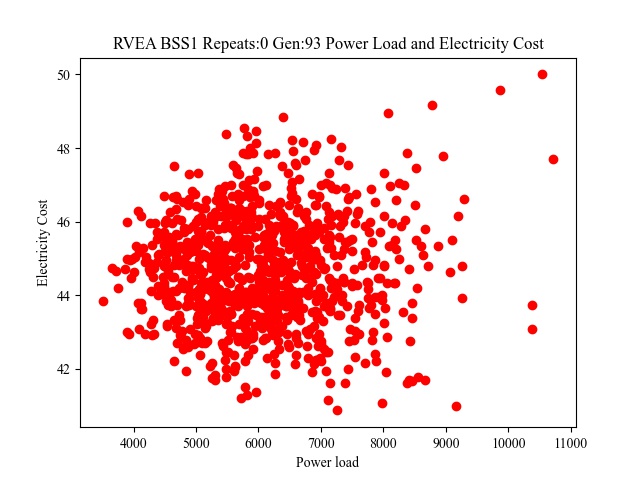 RVEA BSS1 Repeats:0 Gen:93 Power Load and Electricity Cost
50
48
46
44
42
Electricity Cost
4000 5000 6000 7000 8000 9000 10000 11000
Power load